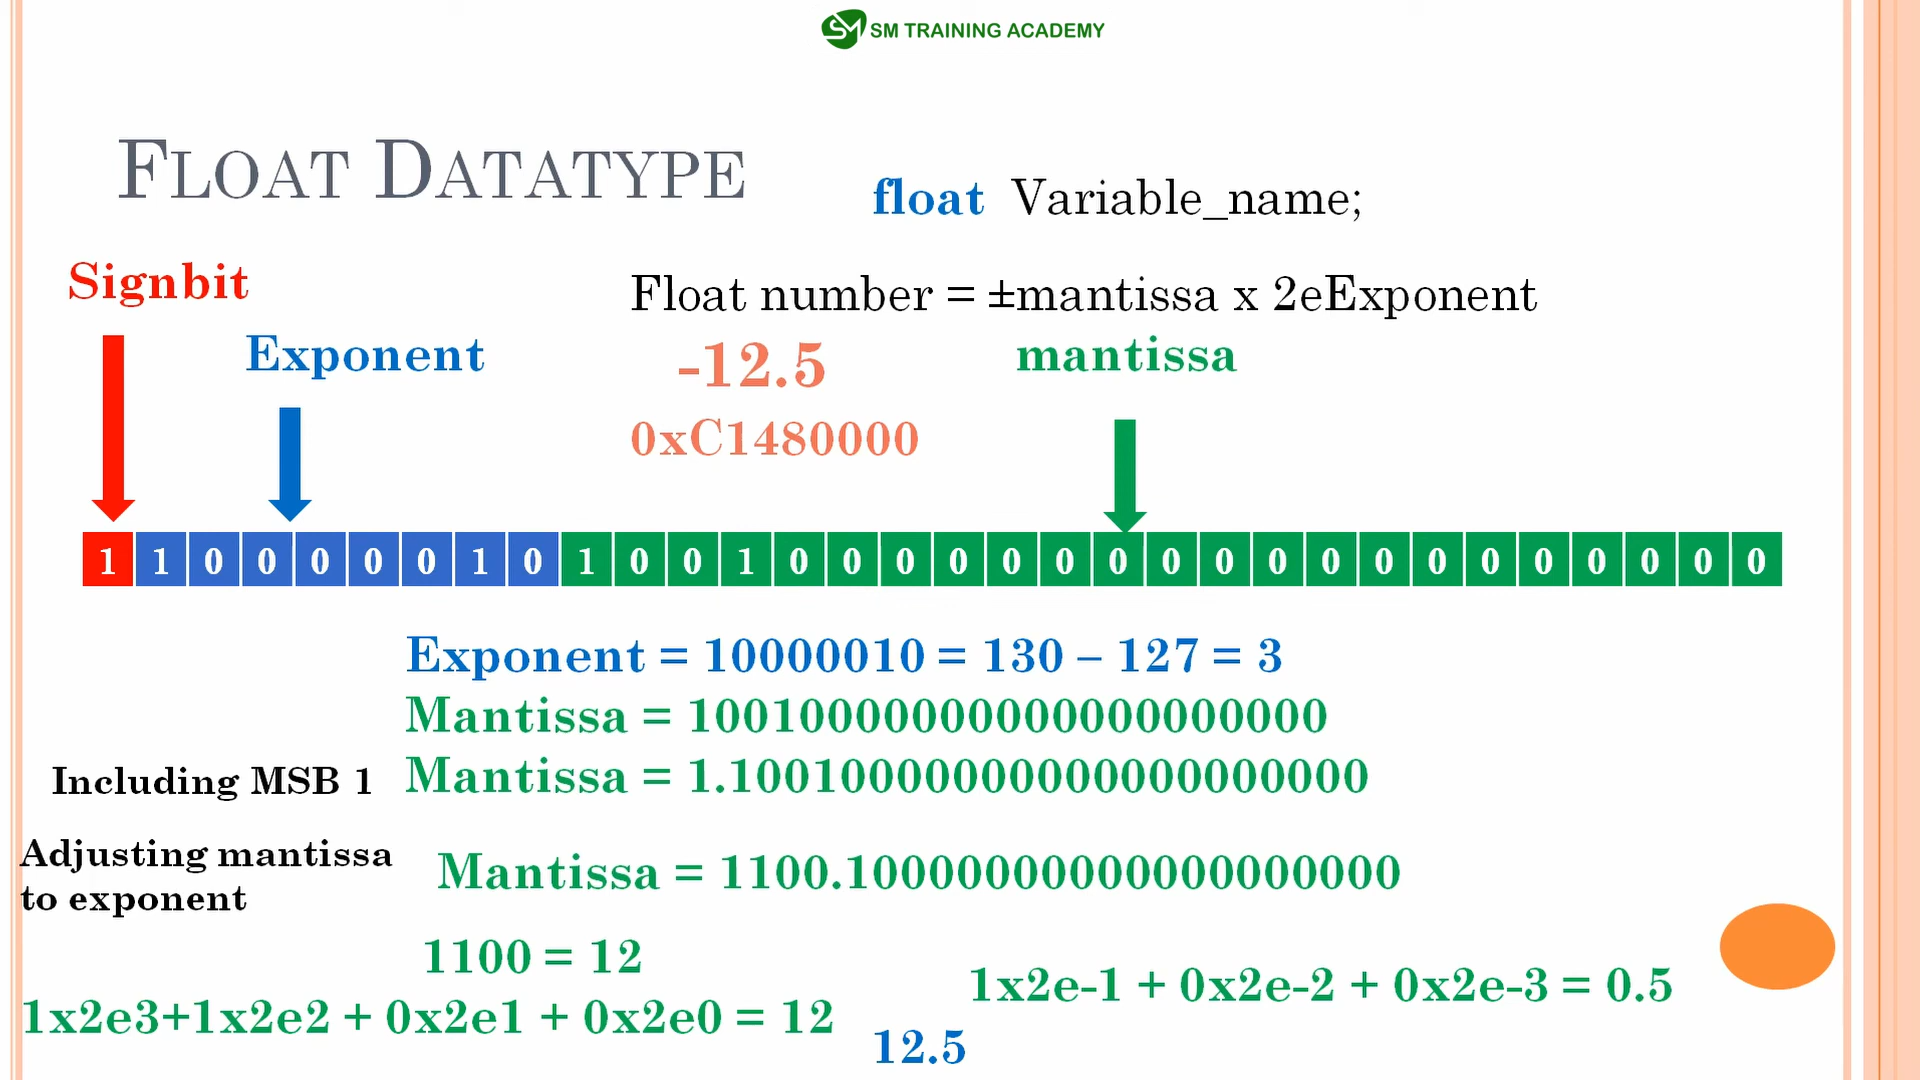 SM TRAINING ACADEMY
FLOAT DATATYPE
float Variable_name;
Signbit
Float number = ±mantissa x 2eExponent
Exponent
-12.5
mantissa
0xC1480000
1 1 0 0 0 0 0 1 0 1 0 0 1 0 0 0 0 0 0 0 0 0 0 0 0 0 0 0 0 0 0 0
Exponent = 10000010 = 130 – 127 = 3
Mantissa = 10010000000000000000000
Including MSB 1
Mantissa = 1.10010000000000000000000
Adjusting mantissa
to exponent
Mantissa = 1100.10000000000000000000
1100 = 12
1x2e-1 + 0x2e-2 + 0x2e-3 = 0.5
1x2e3+1x2e2 + 0x2e1 + 0x2e0 = 12
12.5